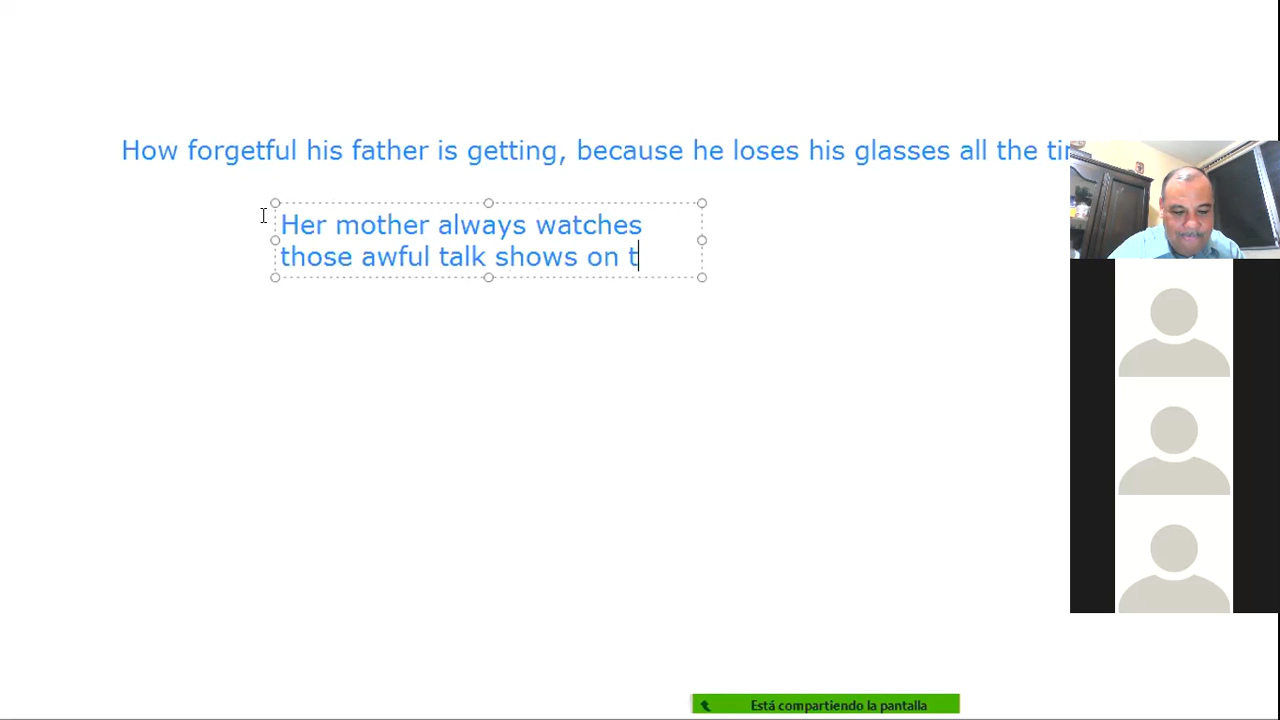 How forgetful his father is getting, because he loses his glasses all the
Her mother always watches
those awful talk shows on t
Está compartiendo la pantalla